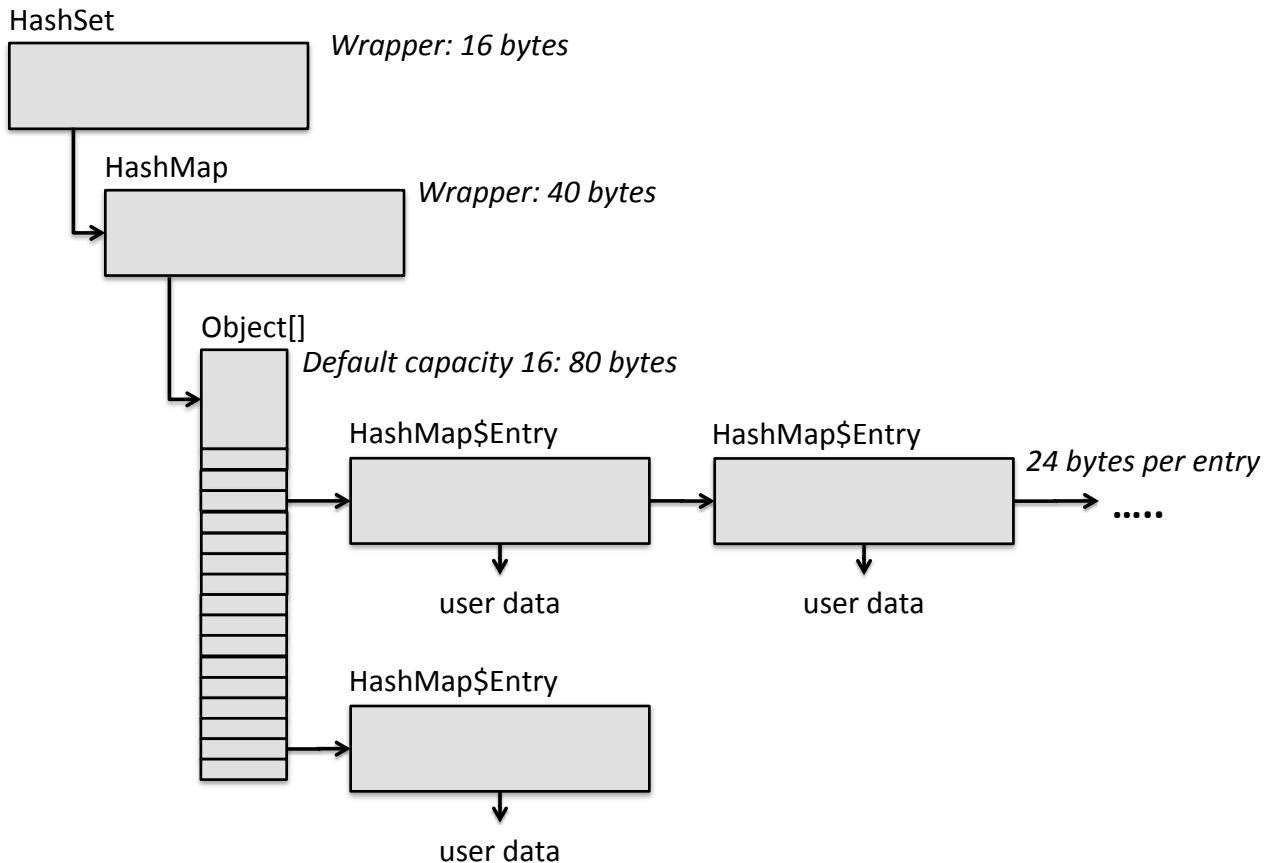 HashSet
Wrapper: 16 bytes
HashMap
Wrapper: 40 bytes
Object[]
Default capacity 16: 80 bytes
HashMap$Entry
HashMap$Entry
24 bytes per entry
.....
user data
user data
HashMap$Entry
user data